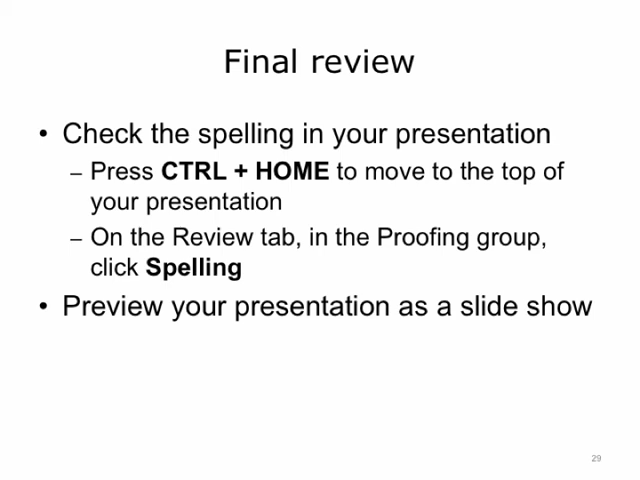 Final review
• Check the spelling in your presentation
– Press CTRL + HOME to move to the top of
your presentation
– On the Review tab, in the Proofing group,
click Spelling
• Preview your presentation as a slide show
29